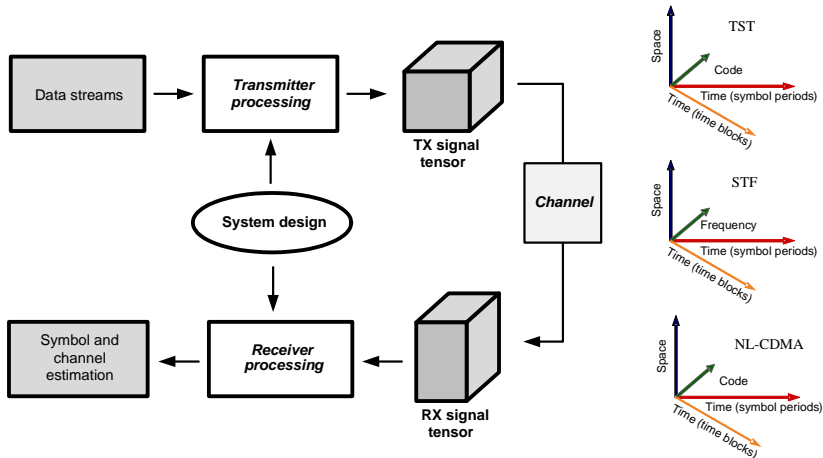 Data streams
Transmitter
processing
TX signal
tensor
System design
Channel
Symbol and
channel
estimation
Receiver
processing
RX signal
tensor
TST
Space
Code
Time (symbol periods)
Time (time blocks)
STF
Space
Frequency
Time (symbol periods)
Time (time blocks)
NL-CDMA
Space
Code
Time (symbol periods)
Time (time blocks)